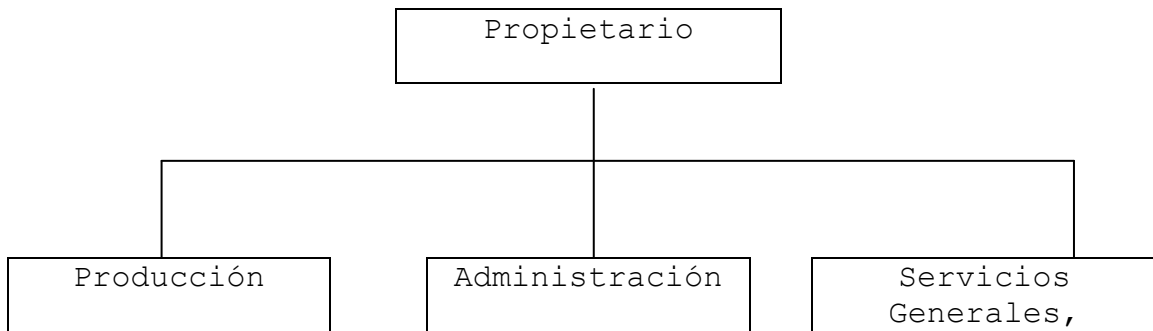 Propietario
Producción
Administración
Servicios
Generales,